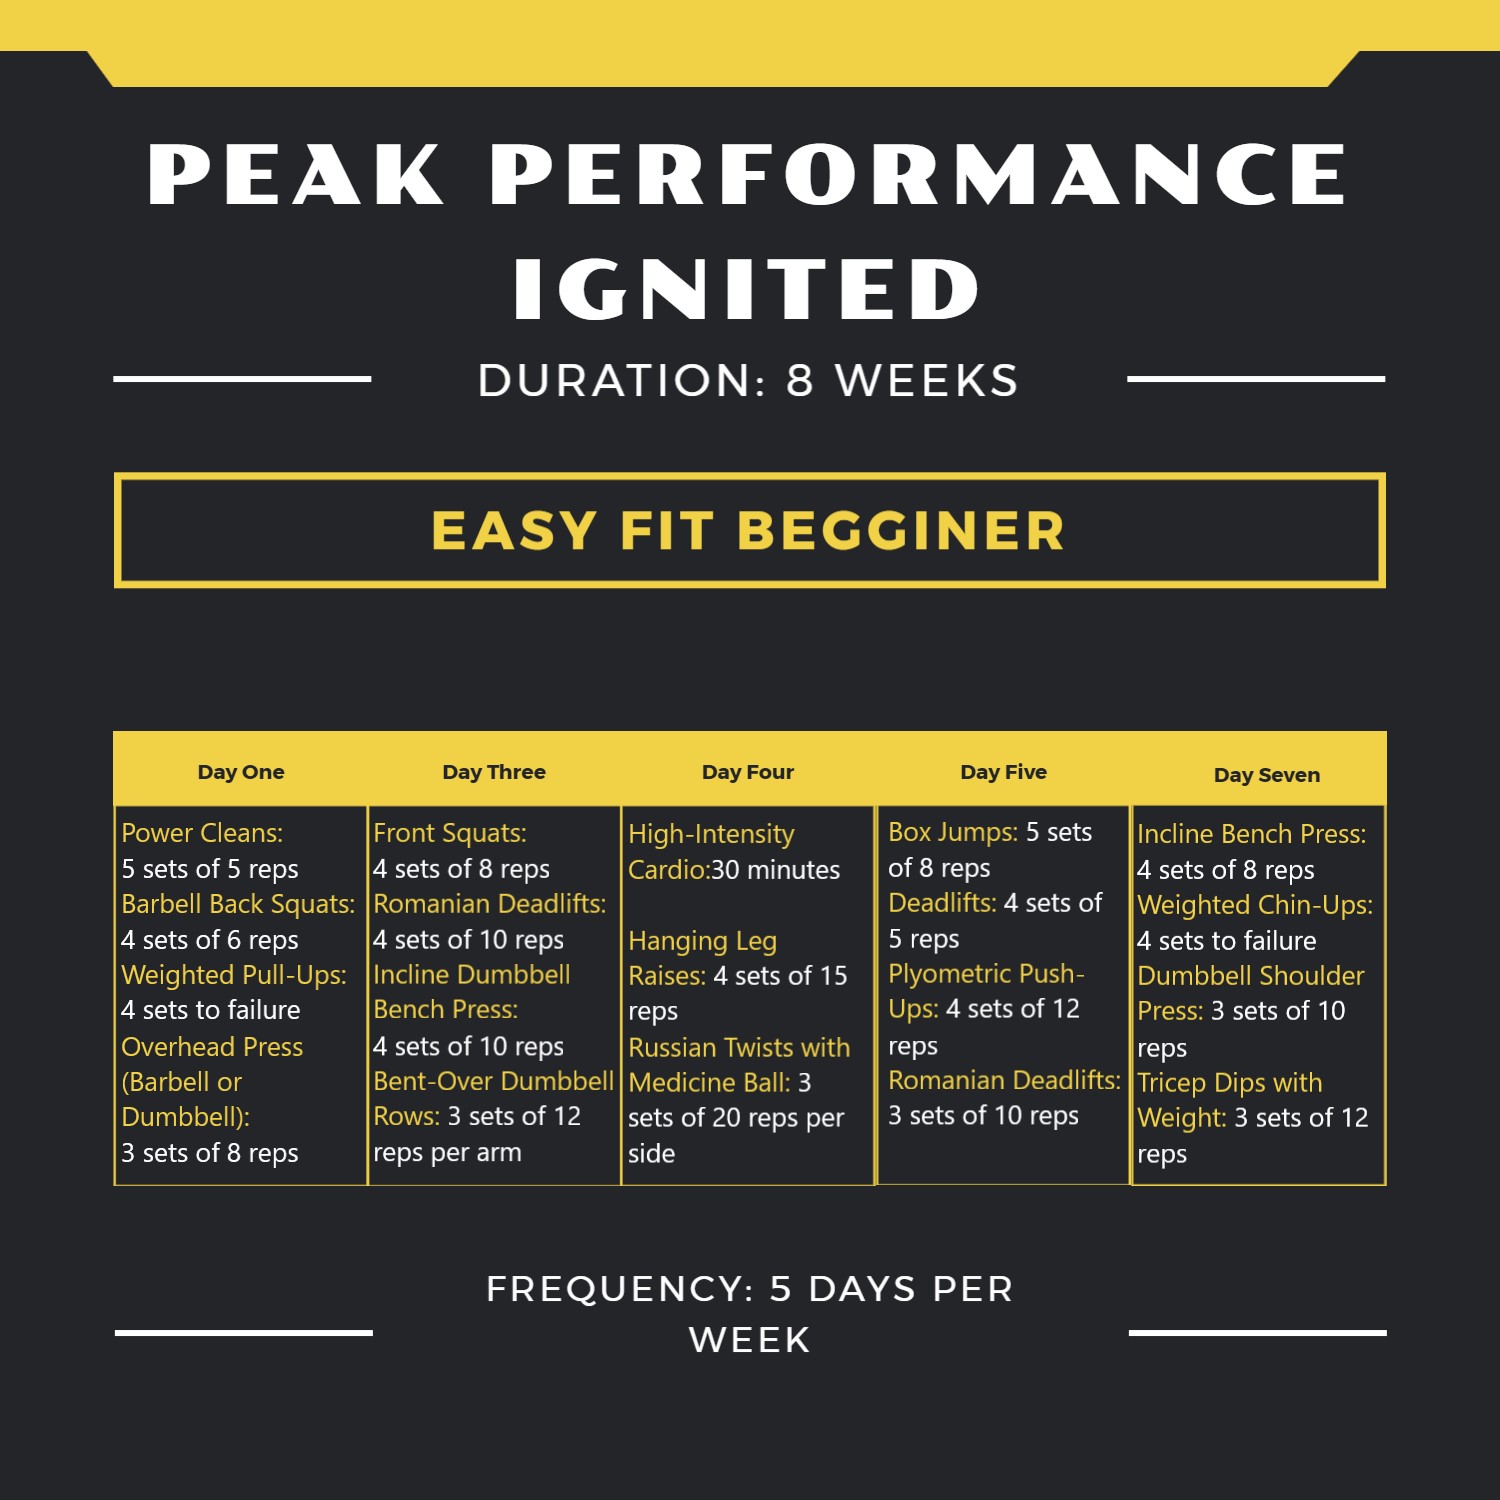 PEAK PERFORMANCE
IGNITED
DURATION: 8 WEEKS
EASY FIT BEGGINER
Day One
Power Cleans:
5 sets of 5 reps
Barbell Back Squats:
4 sets of 6 reps
Weighted Pull-Ups:
4 sets to failure
Overhead Press
(Barbell or
Dumbbell):
3 sets of 8 reps
Day Three
Front Squats:
4 sets of 8 reps
Romanian Deadlifts:
4 sets of 10 reps
Incline Dumbbell
Bench Press:
4 sets of 10 reps
Bent-Over Dumbbell
Rows: 3 sets of 12
reps per arm
Day Four
High-Intensity
Cardio:30 minutes
Hanging Leg
Raises: 4 sets of 15
reps
Russian Twists with
Medicine Ball: 3
sets of 20 reps per
side
Day Five
Box Jumps: 5 sets
of 8 reps
Deadlifts: 4 sets of
5 reps
Plyometric Push-
Ups: 4 sets of 12
reps
Romanian Deadlifts:
3 sets of 10 reps
Day Seven
Incline Bench Press:
4 sets of 8 reps
Weighted Chin-Ups:
4 sets to failure
Dumbbell Shoulder
Press: 3 sets of 10
reps
Tricep Dips with
Weight: 3 sets of 12
reps
FREQUENCY: 5 DAYS PER
WEEK